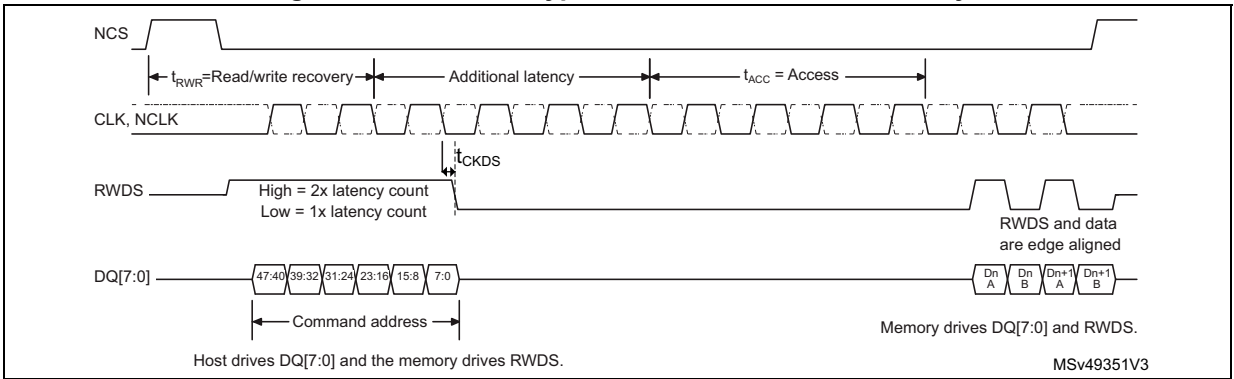 NCS
tRWR=Read/write recovery
Additional latency
tACC = Access
CLK, NCLK
tCKDS
RWDS
High = 2x latency count
Low = 1x latency count
RWDS and data
are edge aligned
DQ[7:0]
47:40 39:32 31:24 23:16 15:8 7:0
Dn Dn Dn+1 Dn+1
A B A B
Command address
Memory drives DQ[7:0] and RWDS.
Host drives DQ[7:0] and the memory drives RWDS.
MSv49351V3